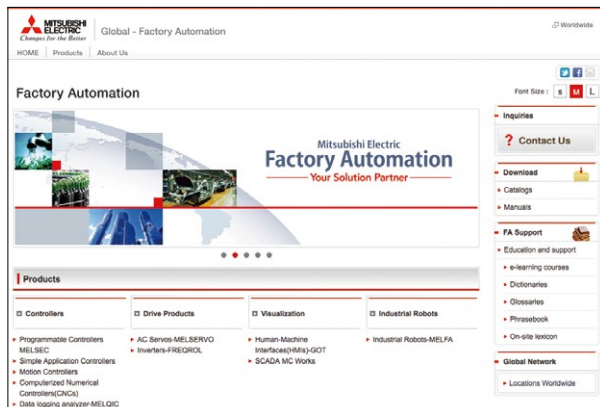 MITSUBISHI
ELECTRIC
Changes for the Better
Global - Factory Automation
Worldwide
HOME
Products
About Us
Factory Automation
Font Size :
S
M
L
Mitsubishi Electric
Factory Automation
Your Solution Partner
Products
Controllers
Programmable Controllers
MELSEC
Simple Application Controllers
Motion Controllers
Computerized Numerical
Controllers(CNCs)
Data logging analyzer-MELQIC
Drive Products
AC Servos-MELSERVO
Inverters-FREQROL
Visualization
Human-Machine
Interfaces(HMIs)-GOT
SCADA MC Works
Industrial Robots
Industrial Robots-MELFA
Inquiries
? Contact Us
Download
Catalogs
Manuals
FA Support
Education and support
e-learning courses
Dictionaries
Glossaries
Phrasebook
On-site lexicon
Global Network
Locations Worldwide